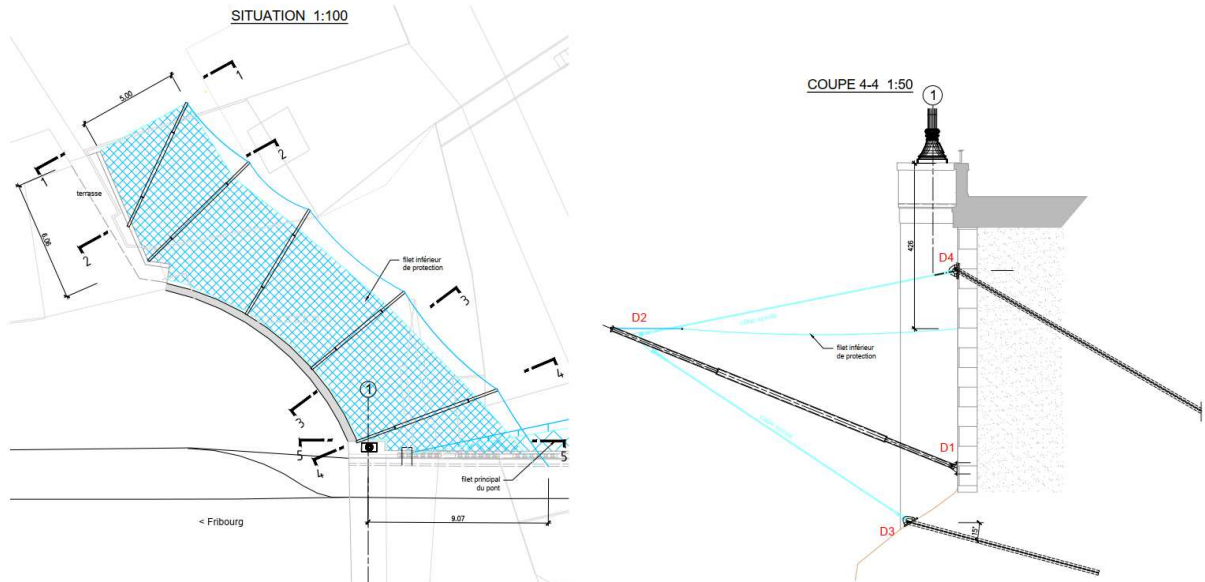 SITUATION 1:100
5.00
1
2
1
terrasse
6.06
2
filet inférieur
de protection
3
4
1
3
5
4
5
filet principal
du pont
9.07
< Fribourg
COUPE 4-4 1:50
1
426
D4
D2
filet inférieur
de protection
D1
D3
15°